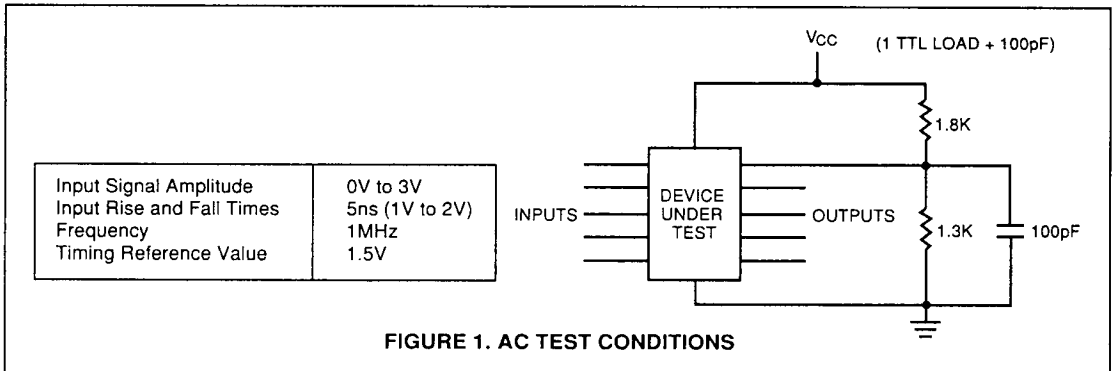 VCC (1 TTL LOAD + 100pF)
1.8K
Input Signal Amplitude 0V to 3V
Input Rise and Fall Times 5ns (1V to 2V)
Frequency 1MHz
Timing Reference Value 1.5V
INPUTS
DEVICE
UNDER
TEST
OUTPUTS
1.3K
100pF
FIGURE 1. AC TEST CONDITIONS